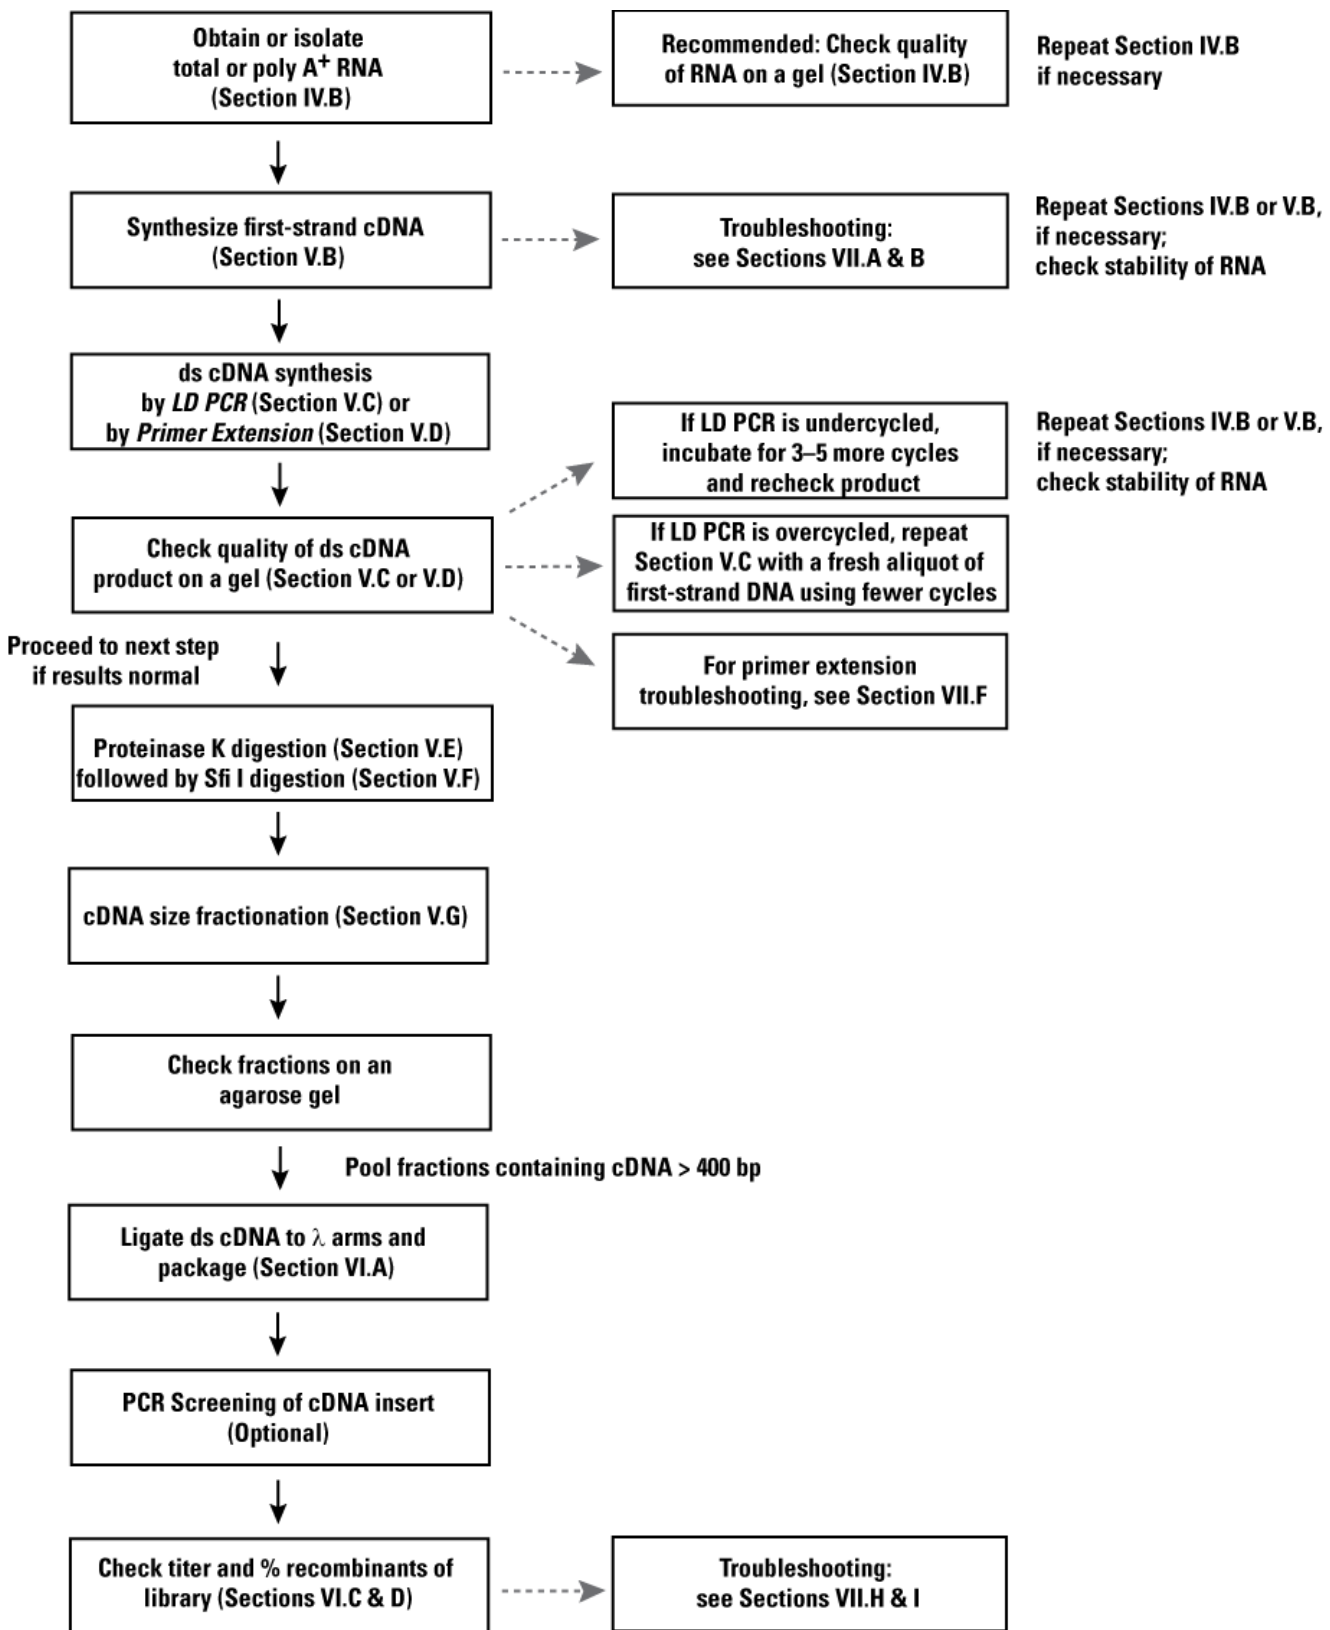 Obtain or isolate
total or poly A+ RNA
(Section IV.B)
Recommended: Check quality
of RNA on a gel (Section IV.B)
Repeat Section IV.B
if necessary
Synthesize first-strand cDNA
(Section V.B)
Troubleshooting:
see Sections VII.A & B
Repeat Sections IV.B or V.B,
if necessary;
check stability of RNA
ds cDNA synthesis
by LD PCR (Section V.C) or
by Primer Extension (Section V.D)
If LD PCR is undercycled,
incubate for 3–5 more cycles
and recheck product
Repeat Sections IV.B or V.B,
if necessary;
check stability of RNA
Check quality of ds cDNA
product on a gel (Section V.C or V.D)
If LD PCR is overcycled, repeat
Section V.C with a fresh aliquot of
first-strand DNA using fewer cycles
Proceed to next step
if results normal
For primer extension
troubleshooting, see Section VII.F
Proteinase K digestion (Section V.E)
followed by Sfi I digestion (Section V.F)
cDNA size fractionation (Section V.G)
Check fractions on an
agarose gel
Pool fractions containing cDNA > 400 bp
Ligate ds cDNA to λ arms and
package (Section VI.A)
PCR Screening of cDNA insert
(Optional)
Check titer and % recombinants of
library (Sections VI.C & D)
Troubleshooting:
see Sections VII.H & I